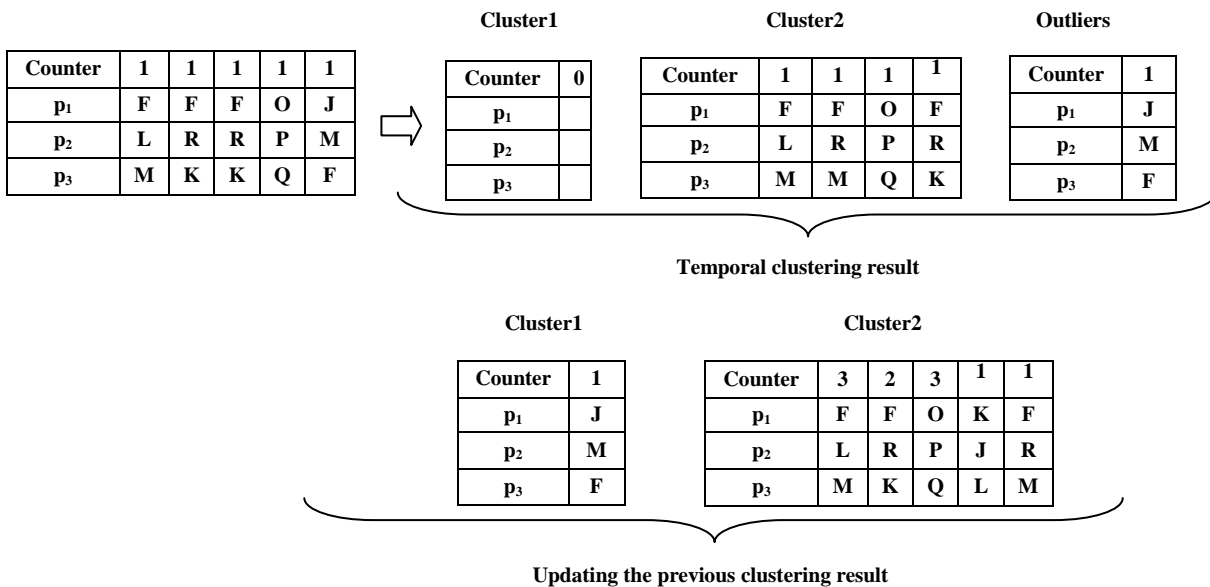 Cluster1 Cluster2 Outliers
Counter 1 1 1 1 1
p1 F F F O J
p2 L R R P M
p3 M K K Q F
Counter 0
p1
p2
p3
Counter 1 1 1 1
p1 F F O F
p2 L R P R
p3 M M Q K
Counter 1
p1 J
p2 M
p3 F
Temporal clustering result
Cluster1 Cluster2
Counter 1
p1 J
p2 M
p3 F
Counter 3 2 3 1 1
p1 F F O K F
p2 L R P J R
p3 M K Q L M
Updating the previous clustering result